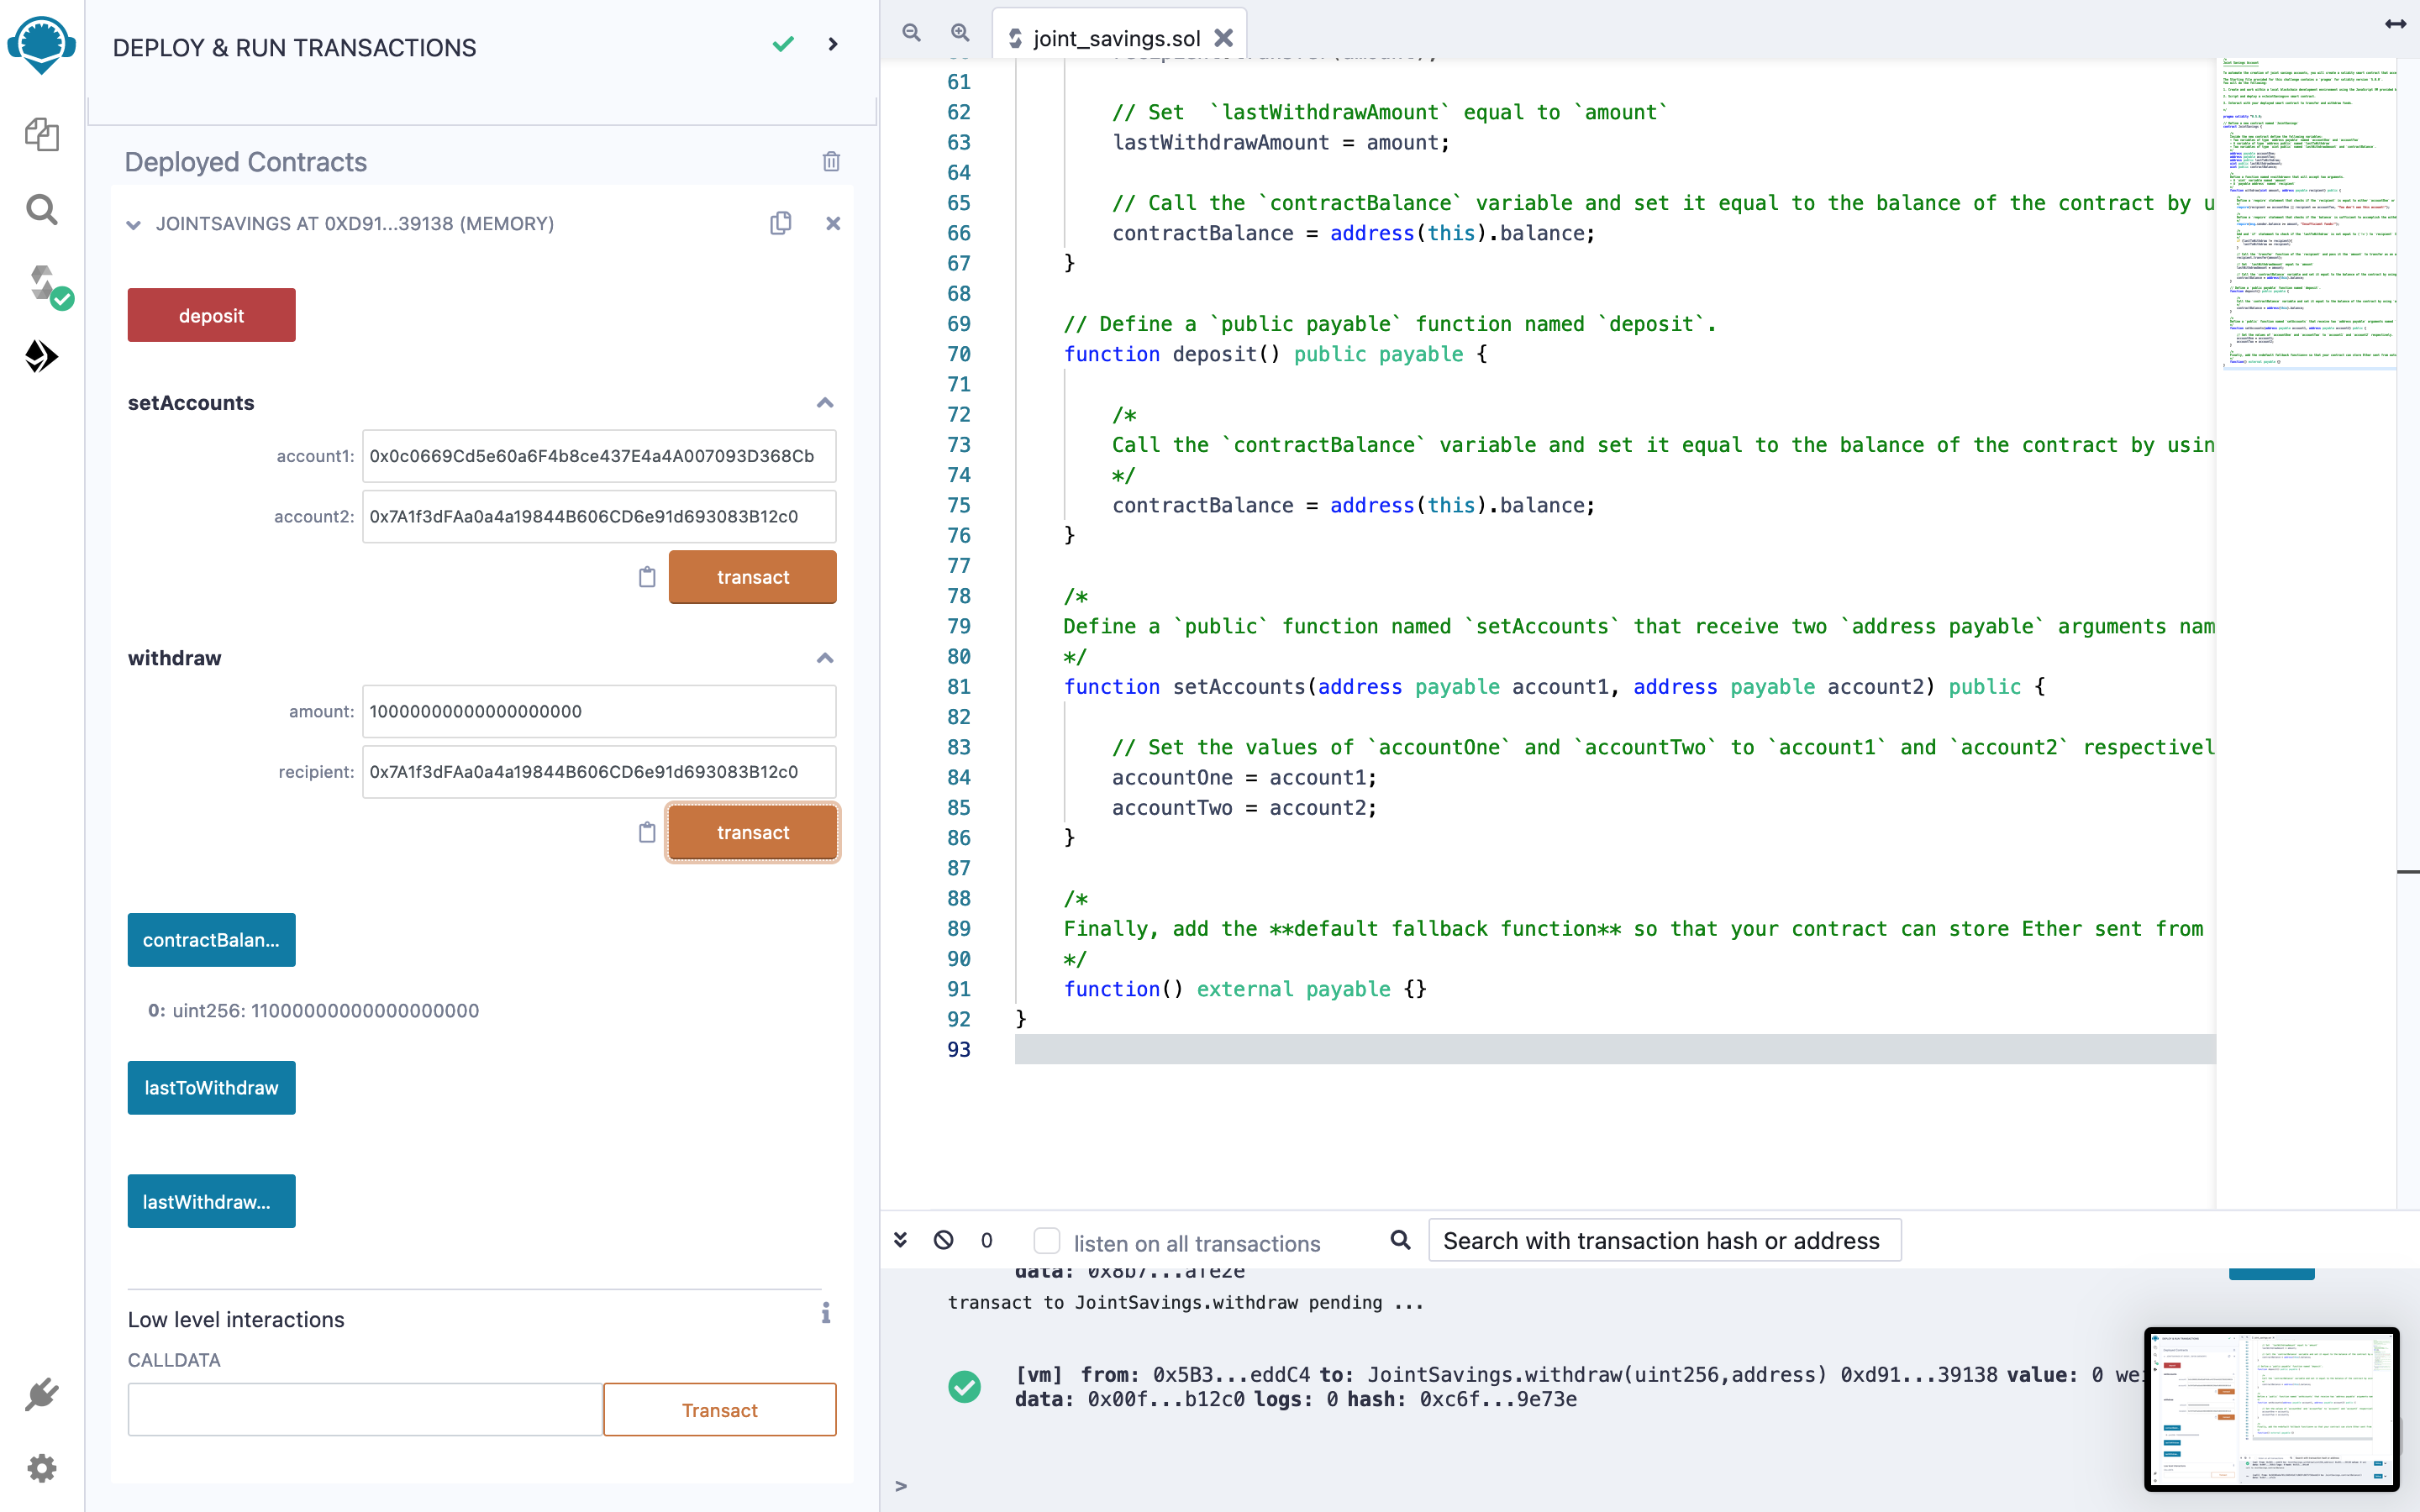 DEPLOY & RUN TRANSACTIONS
Deployed Contracts
JOINTSAVINGS AT 0XD91...39138 (MEMORY)
deposit
setAccounts
account1: 0x0c0669Cd5e60a6F4b8ce437E4a4A007093D368Cb
account2: 0x7A1f3dFAa0a4a19844B606CD6e91d693083B12c0
transact
withdraw
amount: 10000000000000000000
recipient: 0x7A1f3dFAa0a4a19844B606CD6e91d693083B12c0
transact
contractBalan...
0: uint256: 11000000000000000000
lastToWithdraw
lastWithdraw...
Low level interactions
CALLDATA
Transact
joint_savings.sol
61
62 // Set  `lastWithdrawAmount` equal to `amount`
63 lastWithdrawAmount = amount;
64
65 // Call the `contractBalance` variable and set it equal to the balance of the contract by u
66 contractBalance = address(this).balance;
67 }
68
69 // Define a `public payable` function named `deposit`.
70 function deposit() public payable {
71
72 /*
73 Call the `contractBalance` variable and set it equal to the balance of the contract by usin
74 */
75 contractBalance = address(this).balance;
76 }
77
78 /*
79 Define a `public` function named `setAccounts` that receive two `address payable` arguments nam
80 */
81 function setAccounts(address payable account1, address payable account2) public {
82
83 // Set the values of `accountOne` and `accountTwo` to `account1` and `account2` respectivel
84 accountOne = account1;
85 accountTwo = account2;
86 }
87
88 /*
89 Finally, add the **default fallback function** so that your contract can store Ether sent from
90 */
91 function() external payable {}
92 }
93
0 listen on all transactions Search with transaction hash or address
data: 0x8b7...afe2e
transact to JointSavings.withdraw pending ...
[vm] from: 0x5B3...eddC4 to: JointSavings.withdraw(uint256,address) 0xd91...39138 value: 0 wei
data: 0x00f...b12c0 logs: 0 hash: 0xc6f...9e73e
>